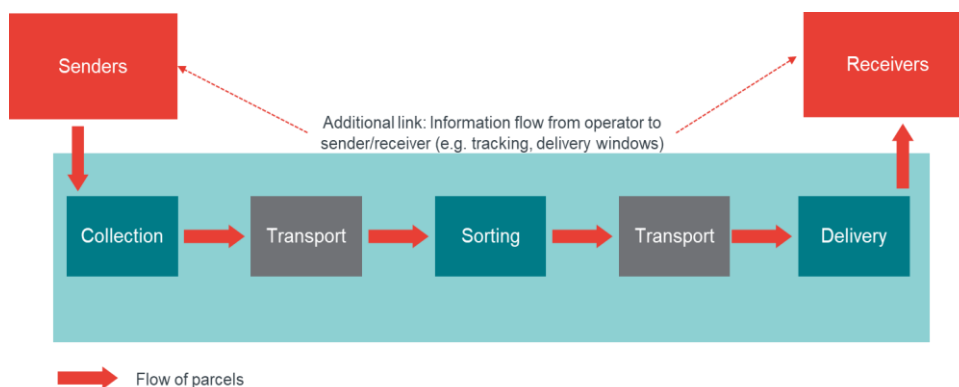 Senders
Receivers
Additional link: Information flow from operator to
sender/receiver (e.g. tracking, delivery windows)
Collection
Transport
Sorting
Transport
Delivery
Flow of parcels